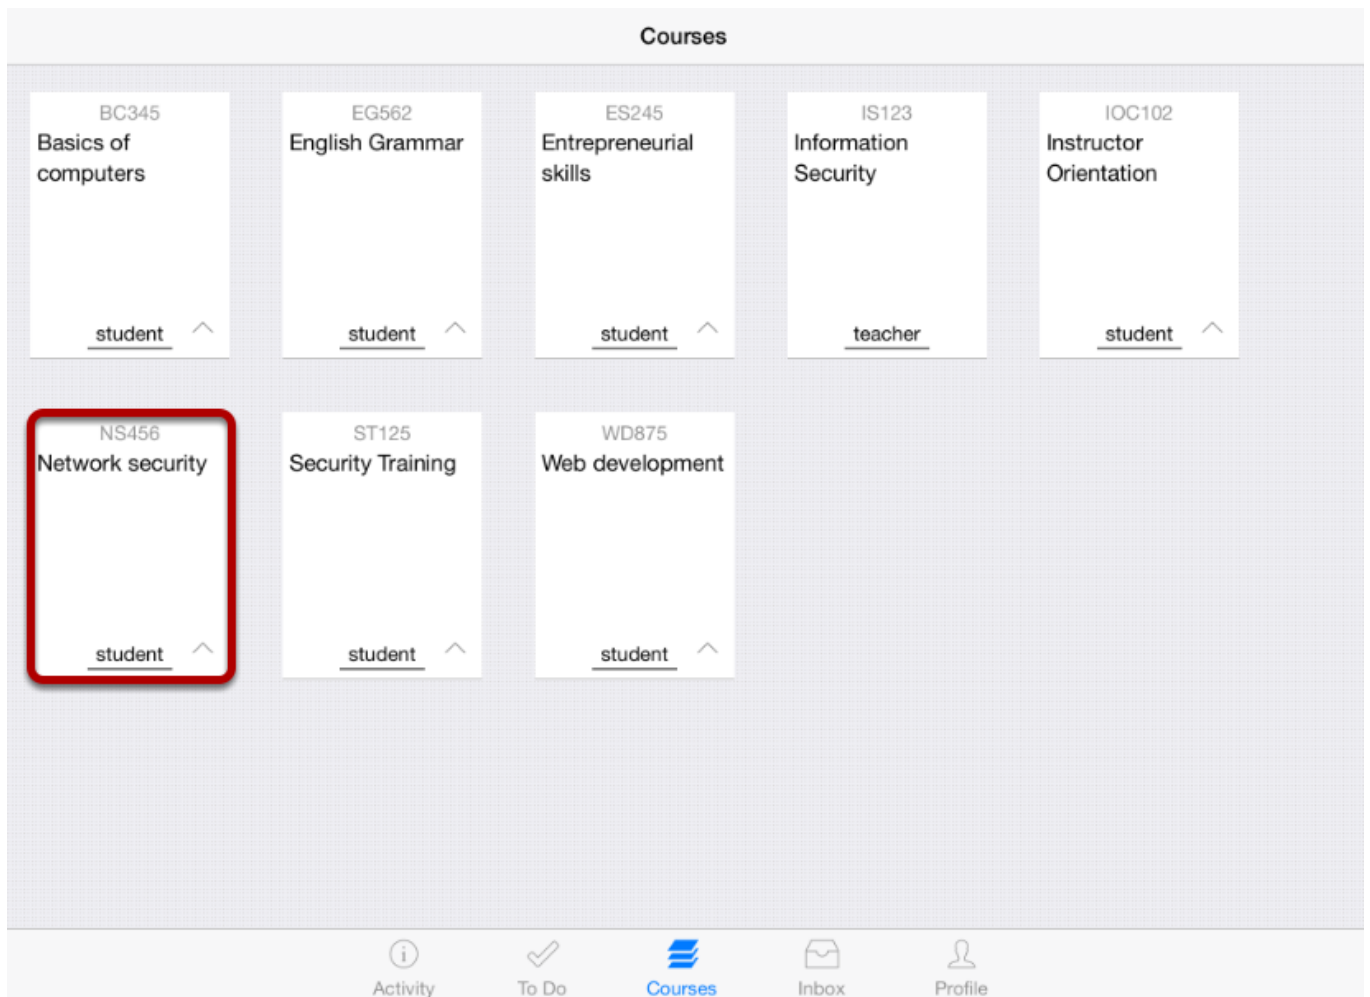 Courses
BC345
Basics of
computers
student
EG562
English Grammar
student
ES245
Entrepreneurial
skills
student
IS123
Information
Security
teacher
IOC102
Instructor
Orientation
student
NS456
Network security
student
ST125
Security Training
student
WD875
Web development
student
Activity
To Do
Courses
Inbox
Profile